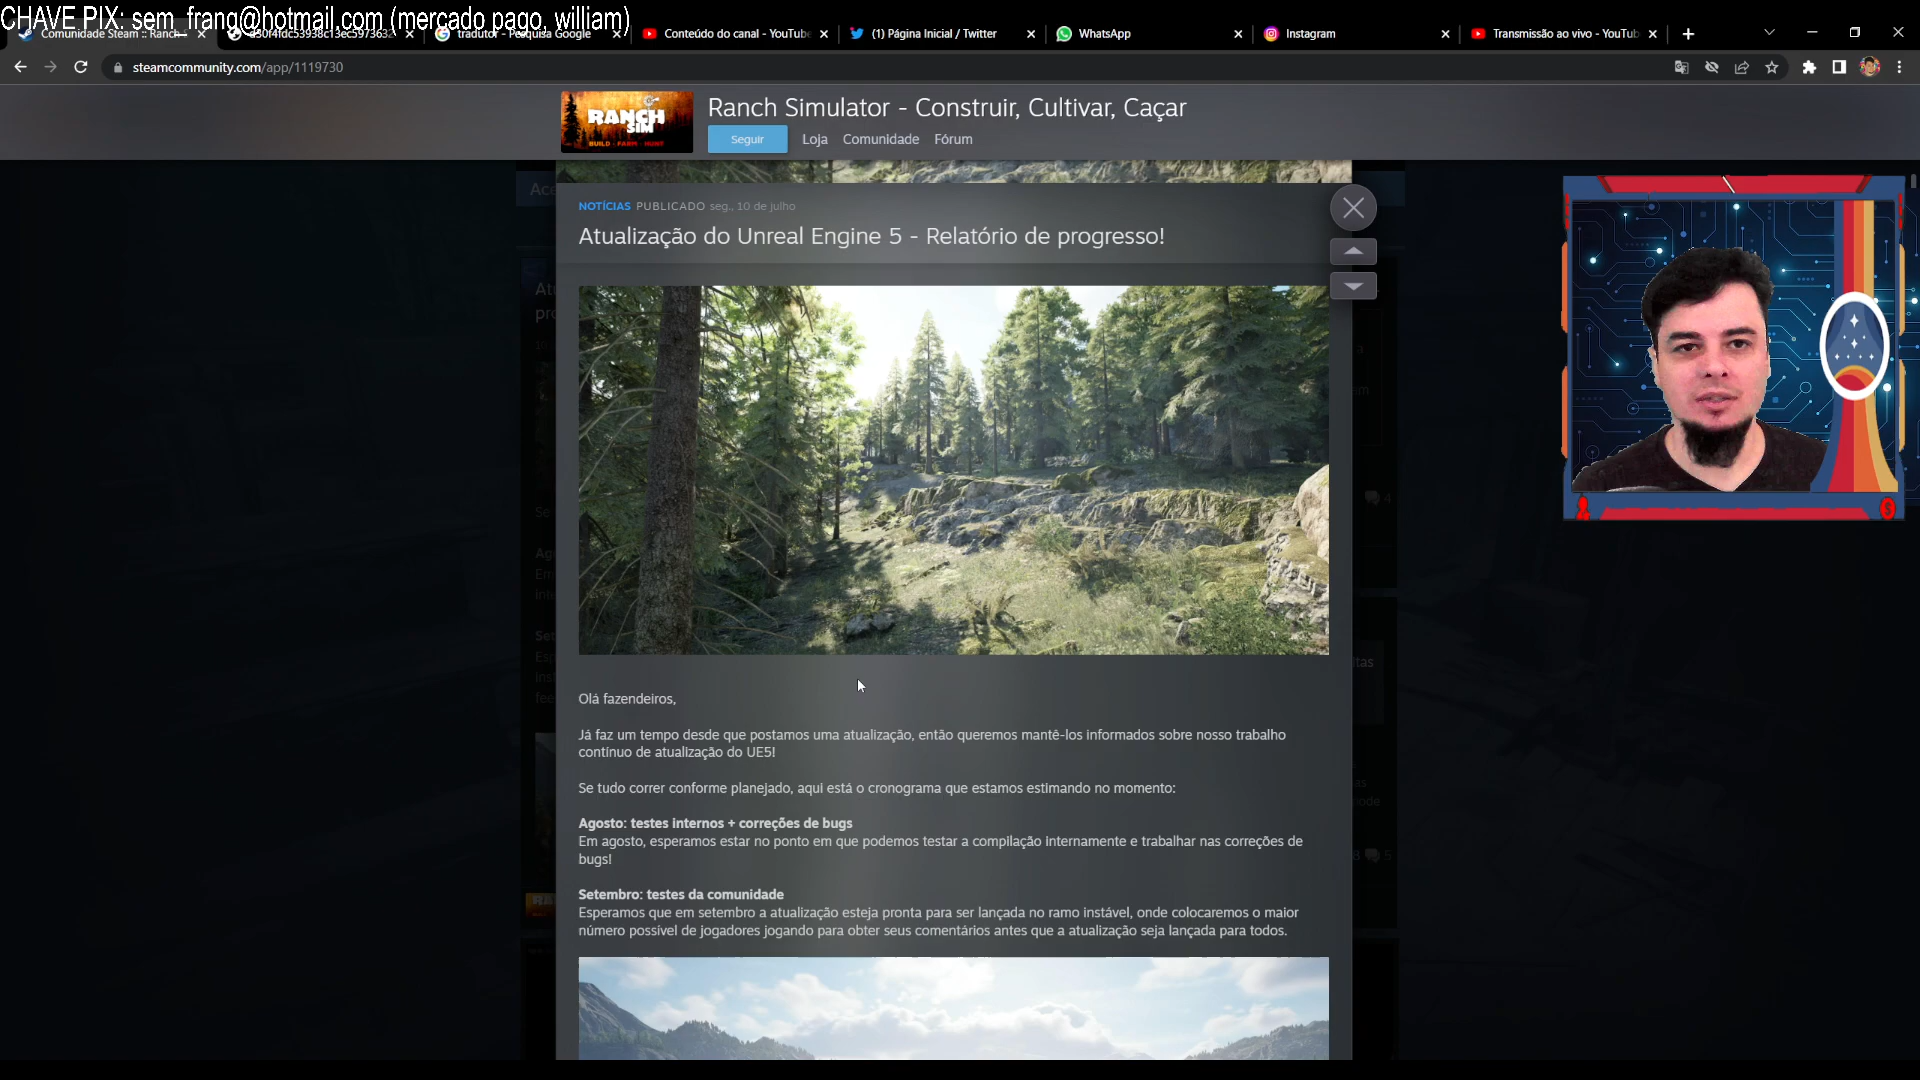 CHAVE PIX: sem_franq@hotmail.com (mercado pago, william)
Comunidade Steam :: Ranch S
d30f4fdc53938c13ec5973632
tradutor - Pesquisa Google
Conteúdo do canal - YouTube
(1) Página Inicial / Twitter
WhatsApp
Instagram
Transmissão ao vivo - YouTub
steamcommunity.com/app/1119730
RANCH
SIM
BUILD - FARM - HUNT
Ranch Simulator - Construir, Cultivar, Caçar
Seguir
Loja
Comunidade
Fórum
NOTÍCIAS PUBLICADO seg., 10 de julho
Atualização do Unreal Engine 5 - Relatório de progresso!
Olá fazendeiros,
Já faz um tempo desde que postamos uma atualização, então queremos mantê-los informados sobre nosso trabalho
contínuo de atualização do UE5!
Se tudo correr conforme planejado, aqui está o cronograma que estamos estimando no momento:
Agosto: testes internos + correções de bugs
Em agosto, esperamos estar no ponto em que podemos testar a compilação internamente e trabalhar nas correções de
bugs!
Setembro: testes da comunidade
Esperamos que em setembro a atualização esteja pronta para ser lançada no ramo instável, onde colocaremos o maior
número possível de jogadores jogando para obter seus comentários antes que a atualização seja lançada para todos.